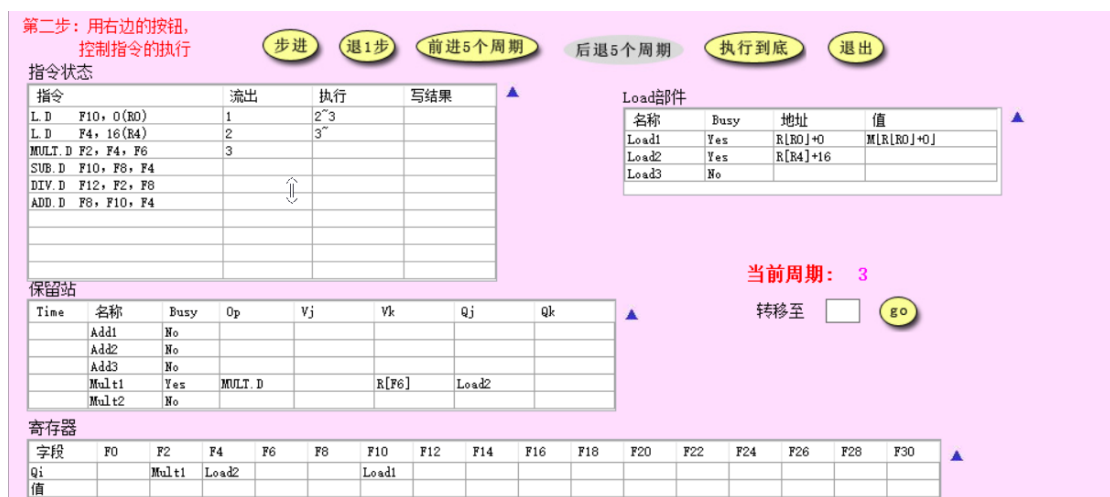 第二步：用右边的按钮，
控制指令的执行
步进 退1步 前进5个周期 后退5个周期 执行到底 退出
指令状态
指令 流出 执行 写结果
L.D F10, 0(R0) 1 2~3
L.D F4, 16(R4) 2 3~
MULT.D F2, F4, F6 3
SUB.D F10, F8, F4
DIV.D F12, F2, F8
ADD.D F8, F10, F4
Load部件
名称 Busy 地址 值
Load1 Yes R[R0]+0 M[R[R0]+0]
Load2 Yes R[R4]+16
Load3 No
当前周期： 3
转移至 go
保留站
Time 名称 Busy Op Vj Vk Qj Qk
Add1 No
Add2 No
Add3 No
Mult1 Yes MULT.D R[F6] Load2
Mult2 No
寄存器
字段 F0 F2 F4 F6 F8 F10 F12 F14 F16 F18 F20 F22 F24 F26 F28 F30
Qi Mult1 Load2 Load1
值